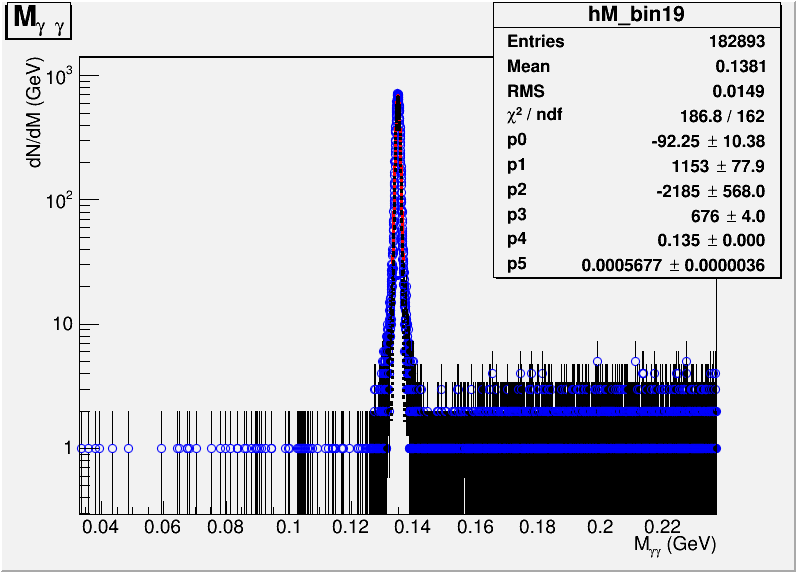 Mγ γ
hM_bin19
Entries 182893
Mean 0.1381
RMS 0.0149
χ² / ndf 186.8 / 162
p0 -92.25 ± 10.38
p1 1153 ± 77.9
p2 -2185 ± 568.0
p3 676 ± 4.0
p4 0.135 ± 0.000
p5 0.0005677 ± 0.0000036
dN/dM (GeV)
10³
10²
10
1
0.04 0.06 0.08 0.1 0.12 0.14 0.16 0.18 0.2 0.22
Mγγ (GeV)